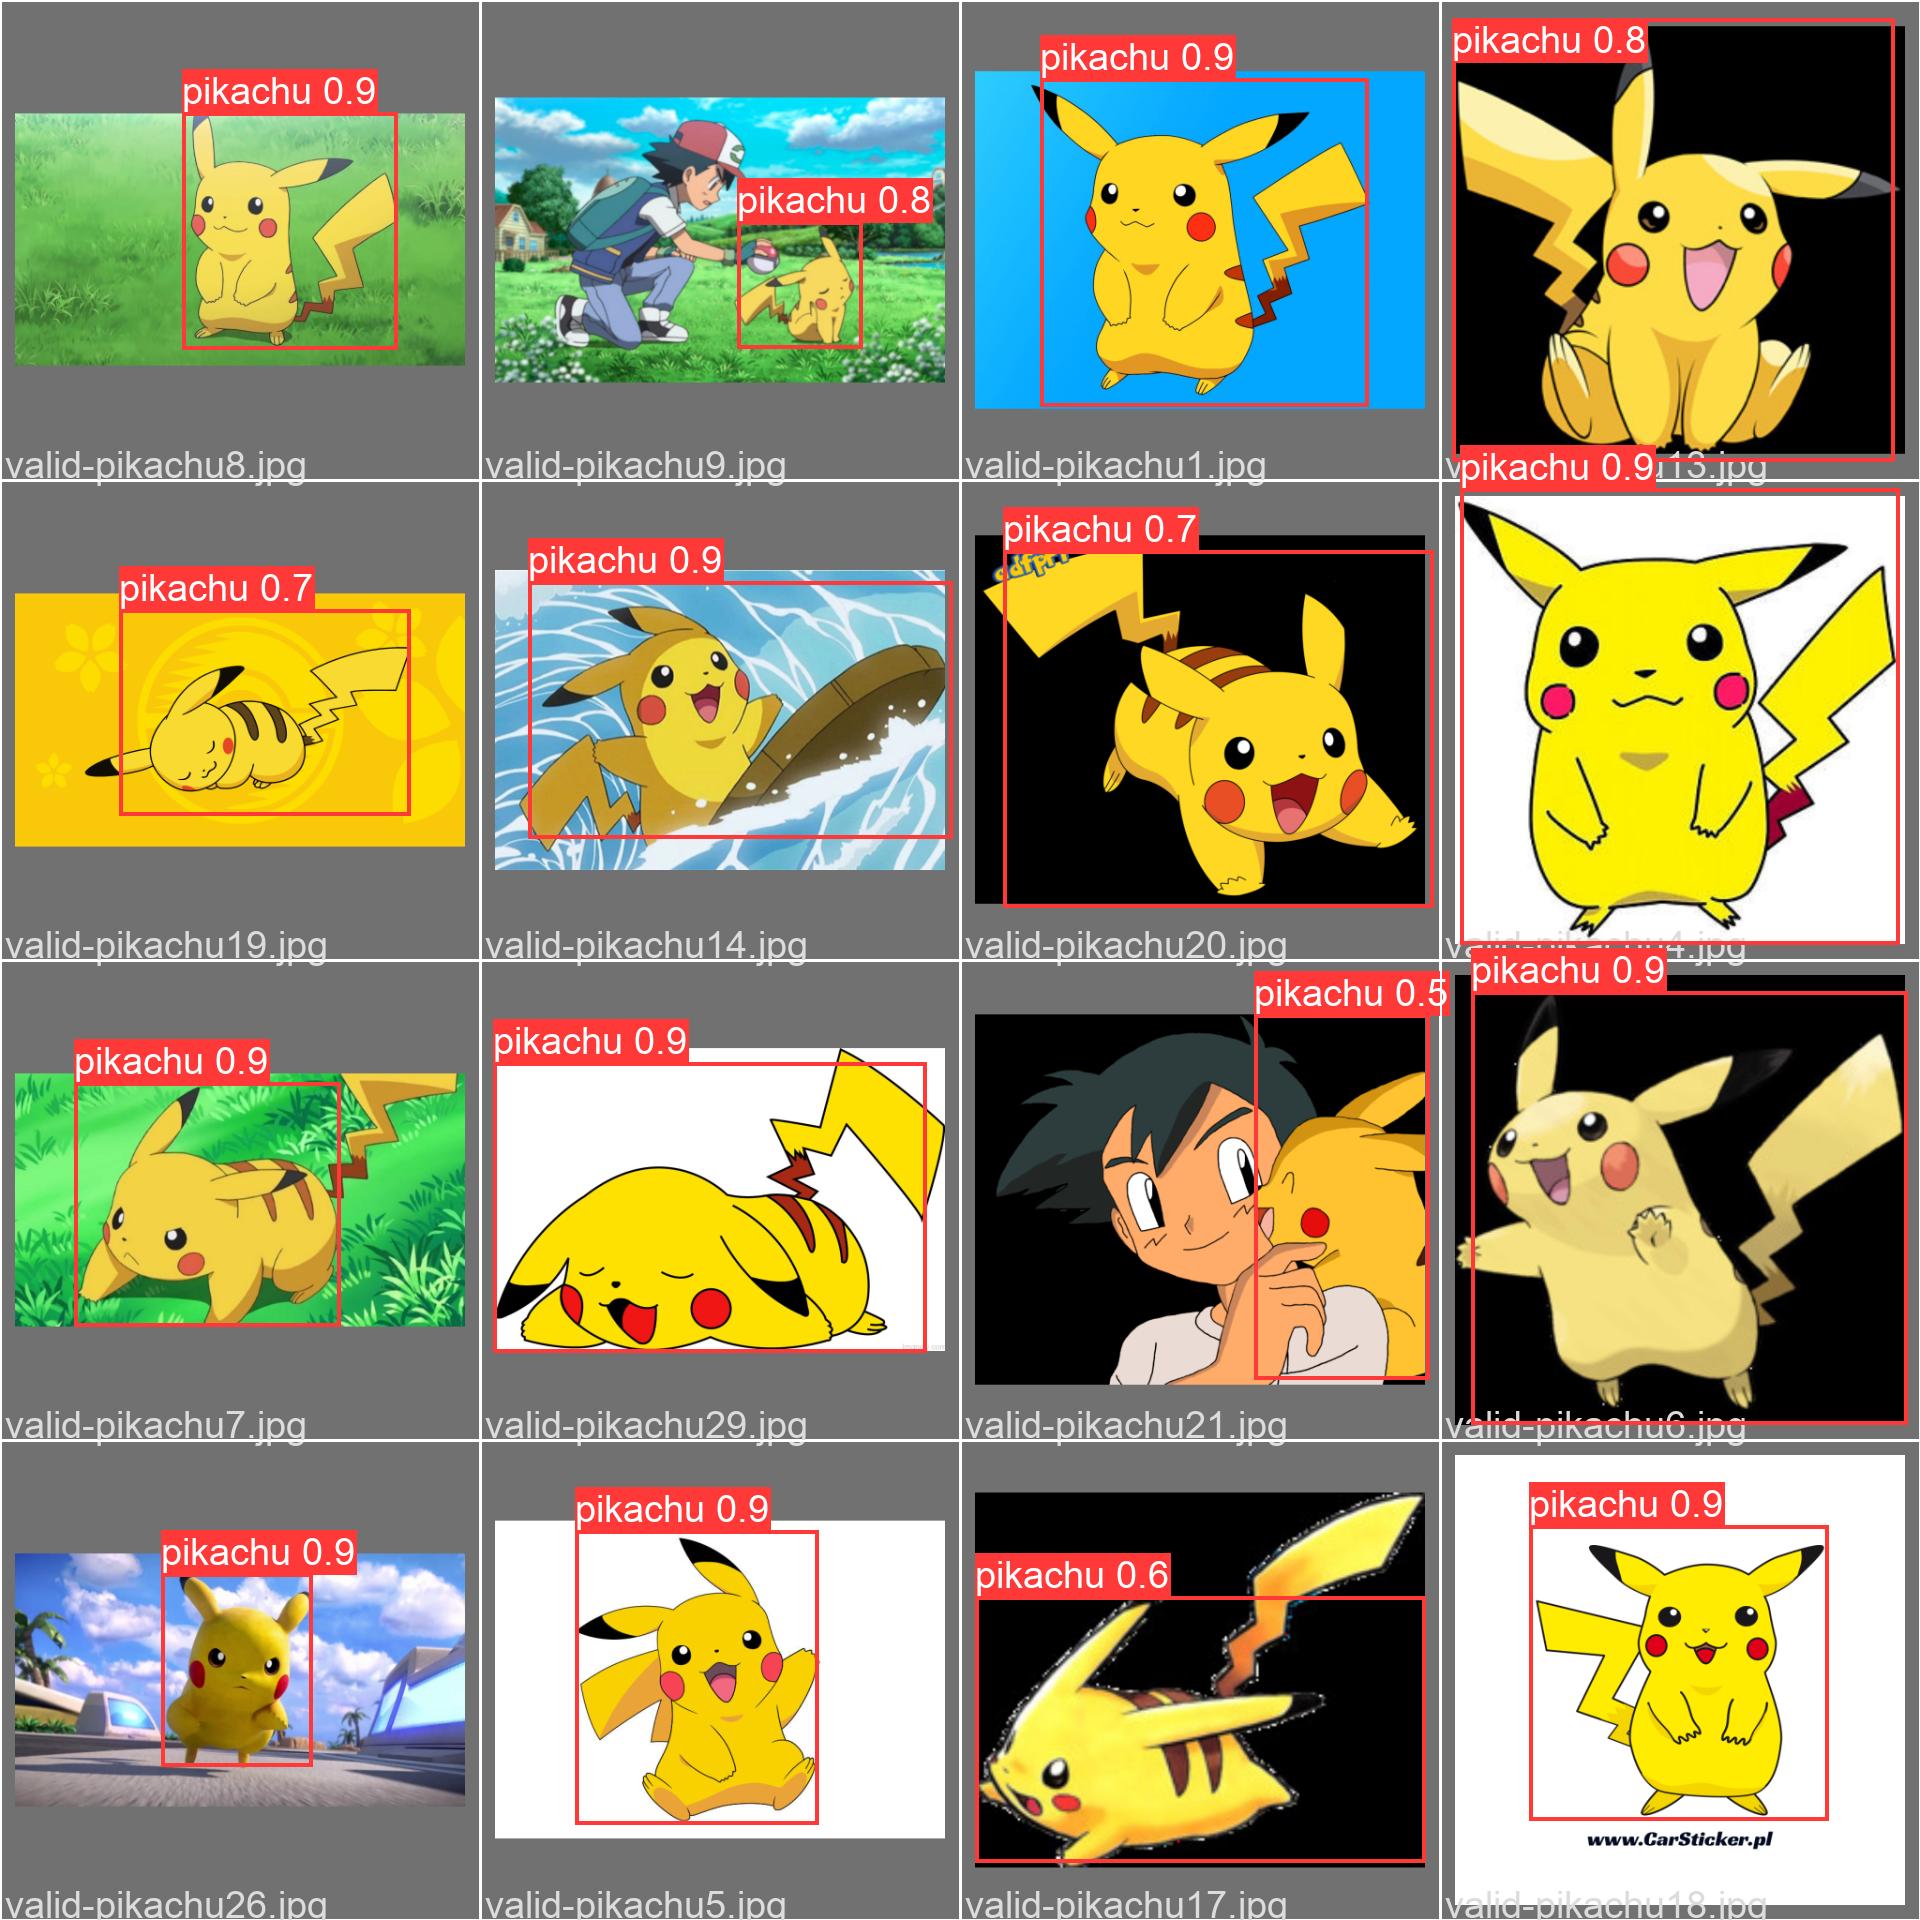 pikachu 0.9
valid-pikachu8.jpg
pikachu 0.8
valid-pikachu9.jpg
pikachu 0.9
valid-pikachu1.jpg
pikachu 0.8
u13.jpg
pikachu 0.7
valid-pikachu19.jpg
pikachu 0.9
valid-pikachu14.jpg
pikachu 0.7
valid-pikachu20.jpg
pikachu 0.9
valid-pikachu4.jpg
pikachu 0.9
valid-pikachu7.jpg
pikachu 0.9
valid-pikachu29.jpg
pikachu 0.5
valid-pikachu21.jpg
pikachu 0.9
valid-pikachu6.jpg
pikachu 0.9
valid-pikachu26.jpg
pikachu 0.9
valid-pikachu5.jpg
pikachu 0.6
valid-pikachu17.jpg
pikachu 0.9
www.CarSticker.pl
valid-pikachu18.jpg